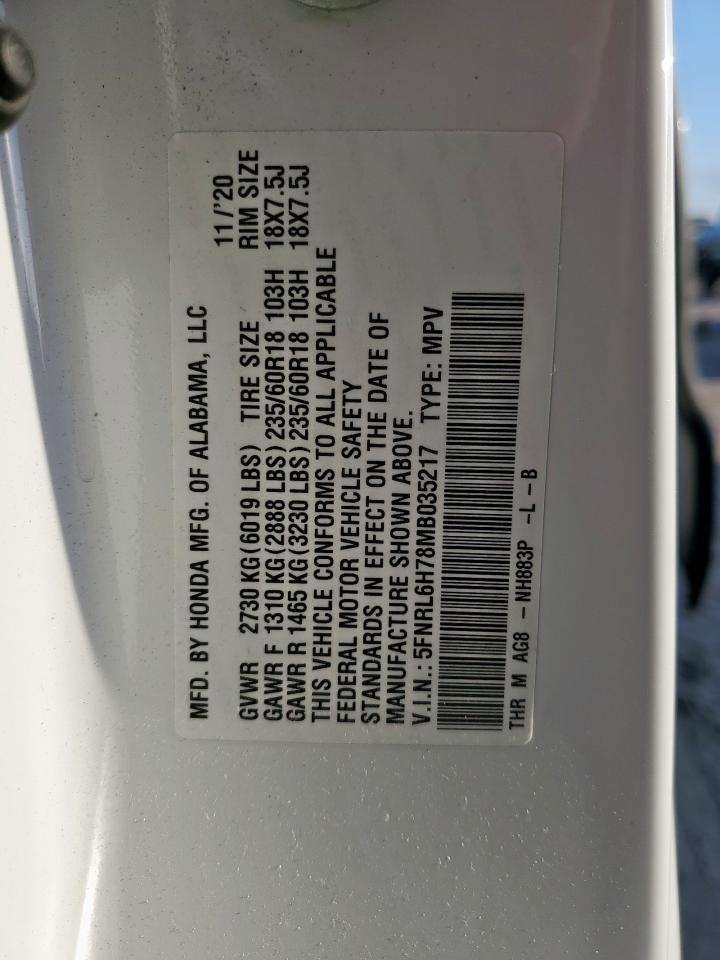 MFD. BY HONDA MFG. OF ALABAMA, LLC 11/'20
GVWR 2730 KG(6019 LBS) TIRE SIZE RIM SIZE
GAWR F 1310 KG(2888 LBS)235/60R18 103H 18X7.5J
GAWR R 1465 KG(3230 LBS)235/60R18 103H 18X7.5J
THIS VEHICLE CONFORMS TO ALL APPLICABLE
FEDERAL MOTOR VEHICLE SAFETY
STANDARDS IN EFFECT ON THE DATE OF
MANUFACTURE SHOWN ABOVE.
V.I.N.: 5FNRL6H78MB035217 TYPE: MPV
THR M AG8 - NH883P -L-B